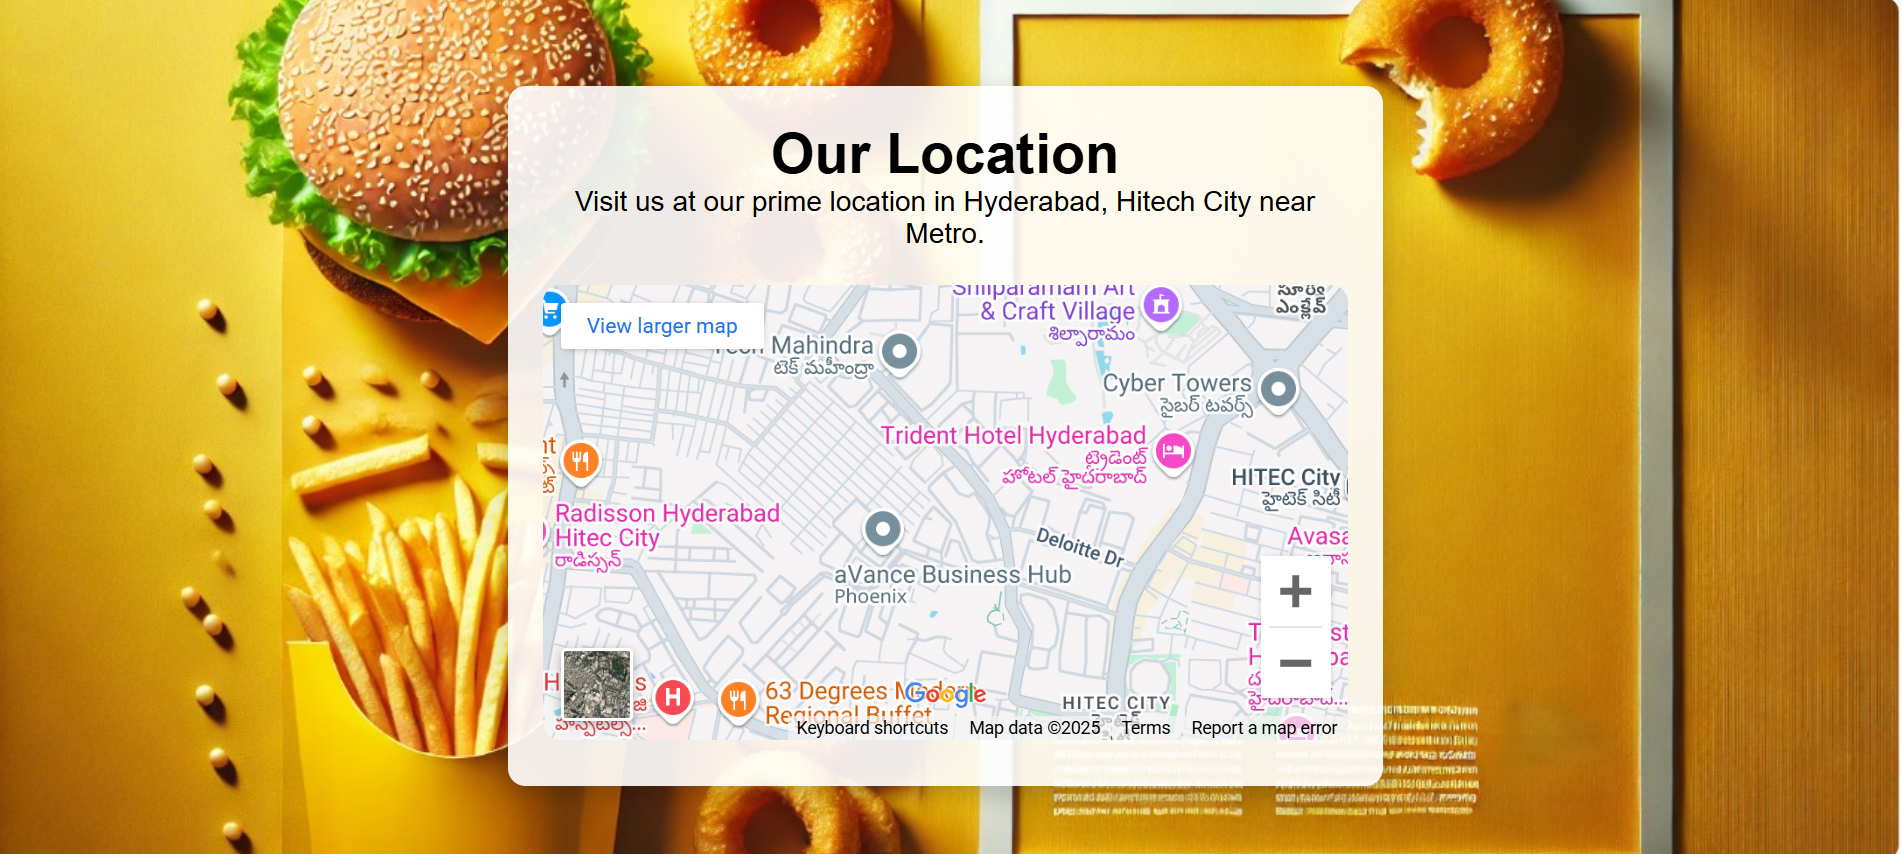 Our Location
Visit us at our prime location in Hyderabad, Hitech City near
Metro.
Shilparamam Art
& Craft Village
శిల్పారామం
ఎంక్లేవ్
View larger map
Tech Mahindra
టెక్ మహీంద్రా
Cyber Towers
సైబర్ టవర్స్
Trident Hotel Hyderabad
ట్రైడెంట్
హోటల్ హైదరాబాద్
HITEC City
హైటెక్ సిటీ
Radisson Hyderabad
Hitec City
రాడిస్సన్
Deloitte Dr
Avasa
aVance Business Hub
Phoenix
H
63 Degrees Modern
Regional Buffet
Google
HITEC CITY
Keyboard shortcuts
Map data ©2025
Terms
Report a map error